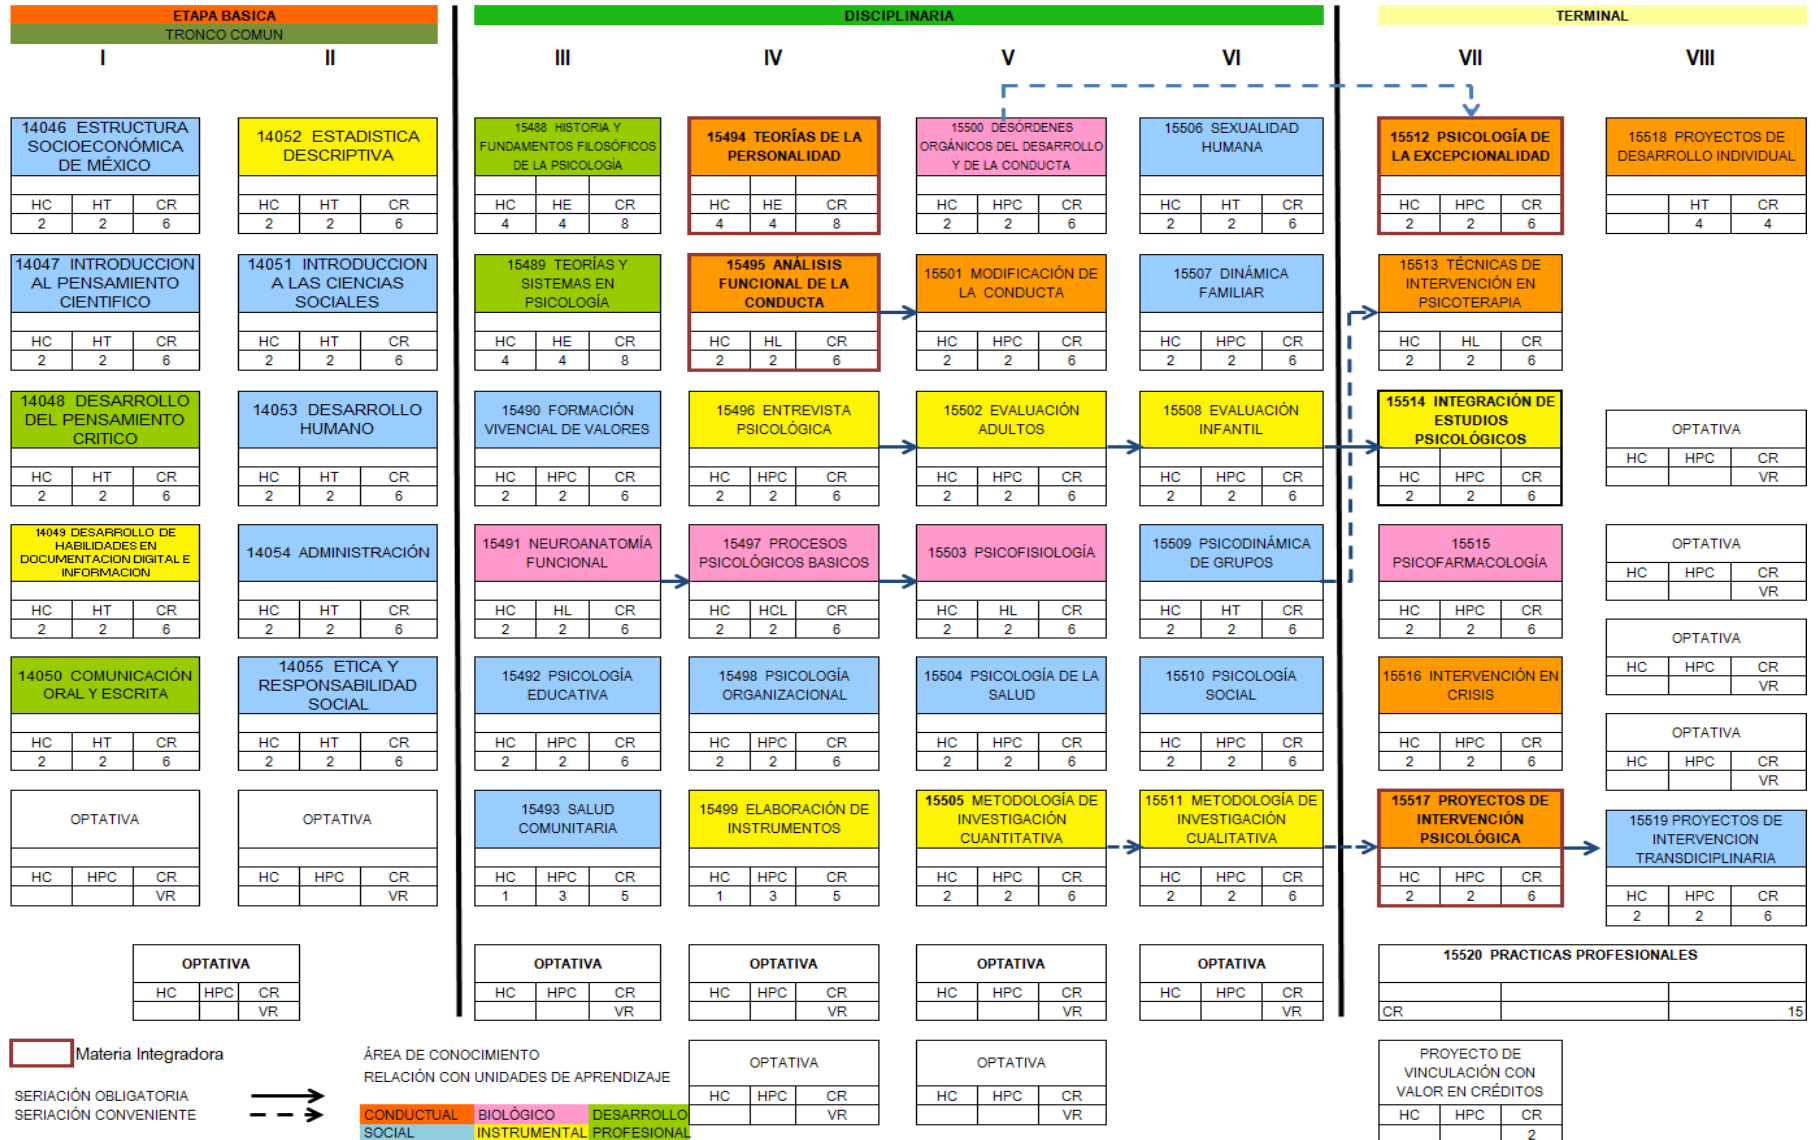 ETAPA BASICA
TRONCO COMUN
DISCIPLINARIA
TERMINAL
I
II
III
IV
V
VI
VII
VIII
14046 ESTRUCTURA
SOCIOECONÓMICA
DE MÉXICO
HC HT CR
2 2 6
14052 ESTADISTICA
DESCRIPTIVA
HC HT CR
2 2 6
15488 HISTORIA Y
FUNDAMENTOS FILOSÓFICOS
DE LA PSICOLOGÍA
HC HE CR
4 4 8
15494 TEORÍAS DE LA
PERSONALIDAD
HC HE CR
4 4 8
15500 DESÓRDENES
ORGÁNICOS DEL DESARROLLO
Y DE LA CONDUCTA
HC HPC CR
2 2 6
15506 SEXUALIDAD
HUMANA
HC HT CR
2 2 6
15512 PSICOLOGÍA DE
LA EXCEPCIONALIDAD
HC HPC CR
2 2 6
15518 PROYECTOS DE
DESARROLLO INDIVIDUAL
HT CR
4 4
14047 INTRODUCCION
AL PENSAMIENTO
CIENTIFICO
HC HT CR
2 2 6
14051 INTRODUCCION
A LAS CIENCIAS
SOCIALES
HC HT CR
2 2 6
15489 TEORÍAS Y
SISTEMAS EN
PSICOLOGÍA
HC HE CR
4 4 8
15495 ANÁLISIS
FUNCIONAL DE LA
CONDUCTA
HC HL CR
2 2 6
15501 MODIFICACIÓN DE
LA CONDUCTA
HC HPC CR
2 2 6
15507 DINÁMICA
FAMILIAR
HC HPC CR
2 2 6
15513 TÉCNICAS DE
INTERVENCIÓN EN
PSICOTERAPIA
HC HL CR
2 2 6
14048 DESARROLLO
DEL PENSAMIENTO
CRITICO
HC HT CR
2 2 6
14053 DESARROLLO
HUMANO
HC HT CR
2 2 6
15490 FORMACIÓN
VIVENCIAL DE VALORES
HC HPC CR
2 2 6
15496 ENTREVISTA
PSICOLÓGICA
HC HPC CR
2 2 6
15502 EVALUACIÓN
ADULTOS
HC HPC CR
2 2 6
15508 EVALUACIÓN
INFANTIL
HC HPC CR
2 2 6
15514 INTEGRACIÓN DE
ESTUDIOS
PSICOLÓGICOS
HC HPC CR
2 2 6
OPTATIVA
HC HPC CR
VR
14049 DESARROLLO DE
HABILIDADES EN
DOCUMENTACION DIGITAL E
INFORMACION
HC HT CR
2 2 6
14054 ADMINISTRACIÓN
HC HT CR
2 2 6
15491 NEUROANATOMÍA
FUNCIONAL
HC HL CR
2 2 6
15497 PROCESOS
PSICOLÓGICOS BASICOS
HC HCL CR
2 2 6
15503 PSICOFISIOLOGÍA
HC HL CR
2 2 6
15509 PSICODINÁMICA
DE GRUPOS
HC HT CR
2 2 6
15515
PSICOFARMACOLOGÍA
HC HPC CR
2 2 6
OPTATIVA
HC HPC CR
VR
14050 COMUNICACIÓN
ORAL Y ESCRITA
HC HT CR
2 2 6
14055 ETICA Y
RESPONSABILIDAD
SOCIAL
HC HT CR
2 2 6
15492 PSICOLOGÍA
EDUCATIVA
HC HPC CR
2 2 6
15498 PSICOLOGÍA
ORGANIZACIONAL
HC HPC CR
2 2 6
15504 PSICOLOGÍA DE LA
SALUD
HC HPC CR
2 2 6
15510 PSICOLOGÍA
SOCIAL
HC HPC CR
2 2 6
15516 INTERVENCIÓN EN
CRISIS
HC HPC CR
2 2 6
OPTATIVA
HC HPC CR
VR
OPTATIVA
HC HPC CR
VR
OPTATIVA
HC HPC CR
VR
OPTATIVA
HC HPC CR
VR
15493 SALUD
COMUNITARIA
HC HPC CR
1 3 5
15499 ELABORACIÓN DE
INSTRUMENTOS
HC HPC CR
1 3 5
15505 METODOLOGÍA DE
INVESTIGACIÓN
CUANTITATIVA
HC HPC CR
2 2 6
15511 METODOLOGÍA DE
INVESTIGACIÓN
CUALITATIVA
HC HPC CR
2 2 6
15517 PROYECTOS DE
INTERVENCIÓN
PSICOLÓGICA
HC HPC CR
2 2 6
15519 PROYECTOS DE
INTERVENCION
TRANSDICIPLINARIA
HC HPC CR
2 2 6
OPTATIVA
HC HPC CR
VR
OPTATIVA
HC HPC CR
VR
OPTATIVA
HC HPC CR
VR
OPTATIVA
HC HPC CR
VR
OPTATIVA
HC HPC CR
VR
15520 PRACTICAS PROFESIONALES
CR 15
Materia Integradora
SERIACIÓN OBLIGATORIA
SERIACIÓN CONVENIENTE
ÁREA DE CONOCIMIENTO
RELACIÓN CON UNIDADES DE APRENDIZAJE
CONDUCTUAL BIOLÓGICO DESARROLLO
SOCIAL INSTRUMENTAL PROFESIONAL
OPTATIVA
HC HPC CR
VR
OPTATIVA
HC HPC CR
VR
PROYECTO DE
VINCULACIÓN CON
VALOR EN CRÉDITOS
HC HPC CR
2